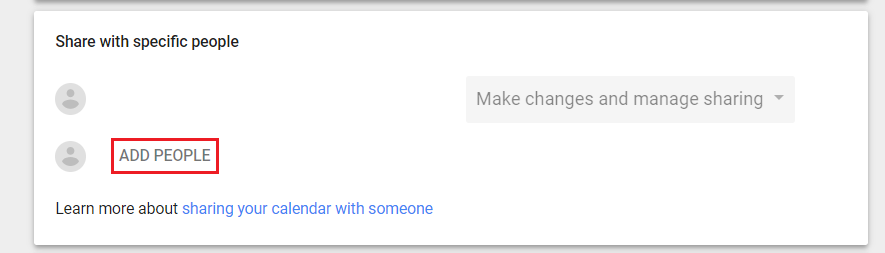 Share with specific people
Make changes and manage sharing
ADD PEOPLE
Learn more about sharing your calendar with someone